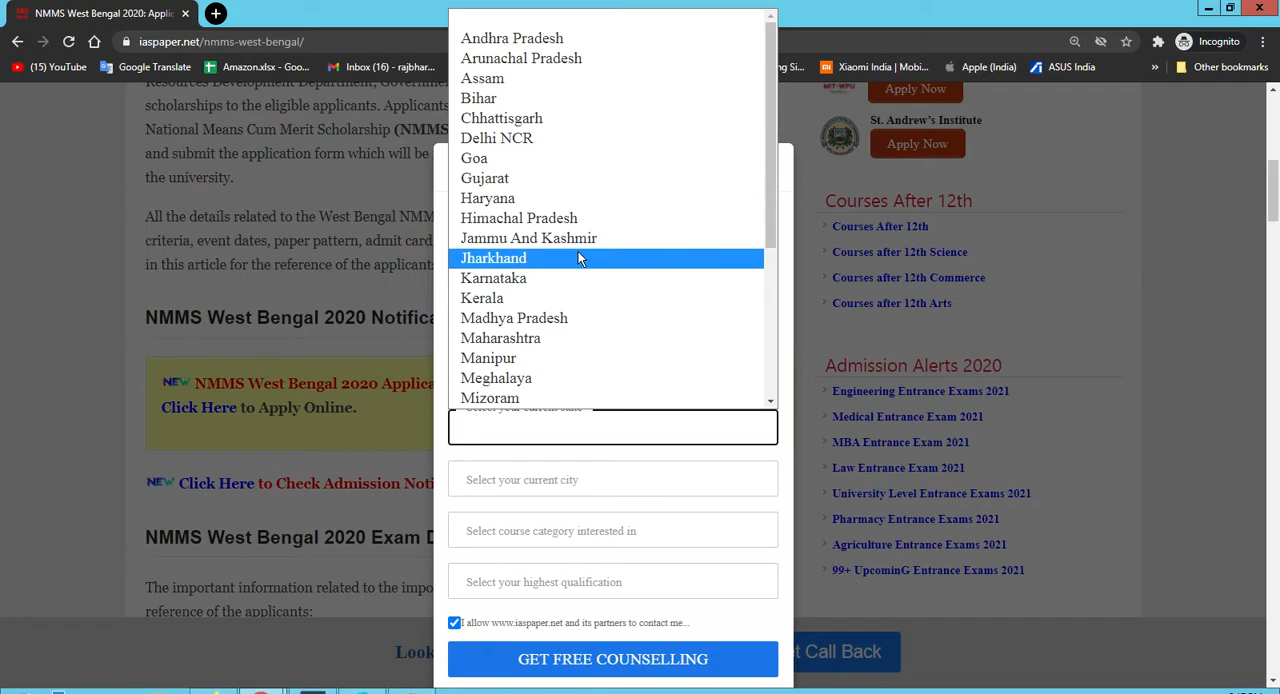 NMMS West Bengal 2020: Applic
iaspaper.net/nmms-west-bengal/
Incognito
(15) YouTube
Google Translate
Amazon.xlsx - Goo...
Inbox (16) - rajbhar...
ng Si...
Xiaomi India | Mobi...
Apple (India)
ASUS India
»
Other bookmarks
Resources Development Department, Govern
scholarships to the eligible applicants. Applicants
National Means Cum Merit Scholarship (NMMS
and submit the application form which will be
the university.
All the details related to the West Bengal NMM
criteria, event dates, paper pattern, admit card
in this article for the reference of the applicant
NMMS West Bengal 2020 Notifica
NEW NMMS West Bengal 2020 Applica
Click Here to Apply Online.
NEW Click Here to Check Admission Noti
NMMS West Bengal 2020 Exam D
The important information related to the impo
reference of the applicants:
Look
Andhra Pradesh
Arunachal Pradesh
Assam
Bihar
Chhattisgarh
Delhi NCR
Goa
Gujarat
Haryana
Himachal Pradesh
Jammu And Kashmir
Jharkhand
Karnataka
Kerala
Madhya Pradesh
Maharashtra
Manipur
Meghalaya
Mizoram
Select your current state
Select your current city
Select course category interested in
Select your highest qualification
I allow www.iaspaper.net and its partners to contact me...
GET FREE COUNSELLING
MIT-WPU
Apply Now
St. Andrew's Institute
Apply Now
Courses After 12th
Courses After 12th
Courses after 12th Science
Courses after 12th Commerce
Courses after 12th Arts
Admission Alerts 2020
Engineering Entrance Exams 2021
Medical Entrance Exams 2021
MBA Entrance Exam 2021
Law Entrance Exam 2021
University Level Entrance Exams 2021
Pharmacy Entrance Exams 2021
Agriculture Entrance Exams 2021
99+ UpcominG Entrance Exams 2021
t Call Back